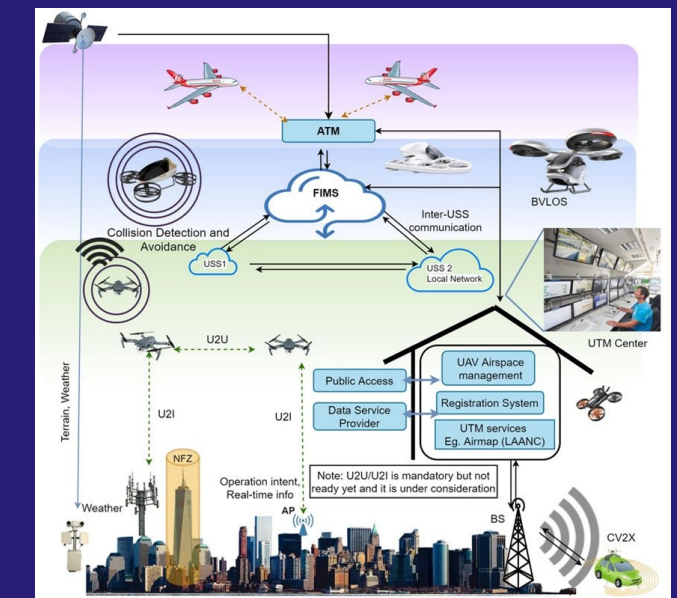 ATM
FIMS
BVLOS
Collision Detection and
Avoidance
Inter-USS
communication
USS1
USS 2
Local Network
UTM Center
U2U
U2I
U2I
Terrain, Weather
Public Access
UAV Airspace
management
Data Service
Provider
Registration System
UTM services
Eg. Airmap (LAANC)
NFZ
Operation intent,
Real-time info
Note: U2U/U2I is mandatory but not
ready yet and it is under consideration
Weather
AP
BS
CV2X